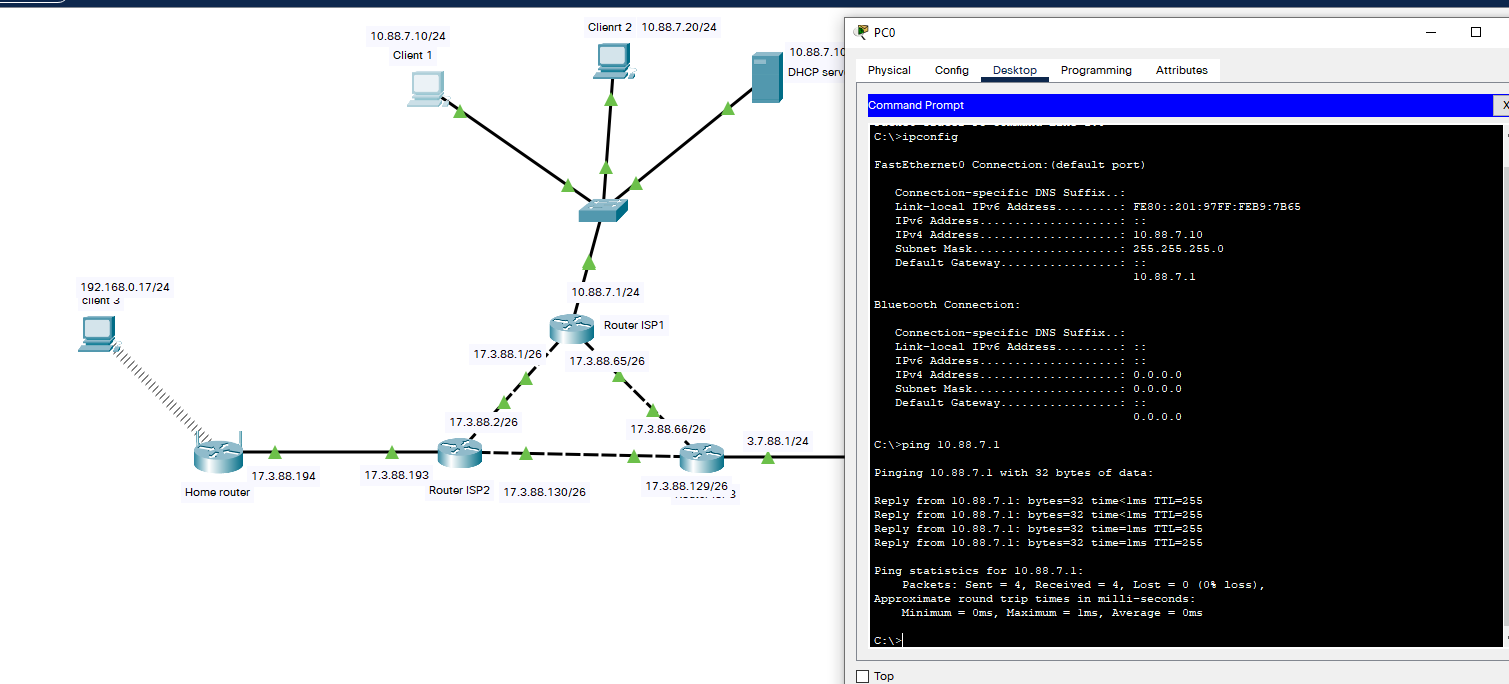 10.88.7.10/24
Client 1
Clienrt 2 10.88.7.20/24
10.88.7.10
DHCP serv
192.168.0.17/24
client 3
10.88.7.1/24
Router ISP1
17.3.88.1/26
17.3.88.65/26
17.3.88.2/26
17.3.88.66/26
3.7.88.1/24
17.3.88.194
17.3.88.193
Home router
Router ISP2
17.3.88.130/26
17.3.88.129/26
PC0
Physical Config Desktop Programming Attributes
Command Prompt
X
C:\>ipconfig
FastEthernet0 Connection:(default port)
Connection-specific DNS Suffix..:
Link-local IPv6 Address.........: FE80::201:97FF:FEB9:7B65
IPv6 Address....................: ::
IPv4 Address....................: 10.88.7.10
Subnet Mask.....................: 255.255.255.0
Default Gateway.................: ::
10.88.7.1
Bluetooth Connection:
Connection-specific DNS Suffix..:
Link-local IPv6 Address.........: ::
IPv6 Address....................: ::
IPv4 Address....................: 0.0.0.0
Subnet Mask.....................: 0.0.0.0
Default Gateway.................: ::
0.0.0.0
C:\>ping 10.88.7.1
Pinging 10.88.7.1 with 32 bytes of data:
Reply from 10.88.7.1: bytes=32 time<1ms TTL=255
Reply from 10.88.7.1: bytes=32 time<1ms TTL=255
Reply from 10.88.7.1: bytes=32 time=1ms TTL=255
Reply from 10.88.7.1: bytes=32 time=1ms TTL=255
Ping statistics for 10.88.7.1:
Packets: Sent = 4, Received = 4, Lost = 0 (0% loss),
Approximate round trip times in milli-seconds:
Minimum = 0ms, Maximum = 1ms, Average = 0ms
C:\>
Top